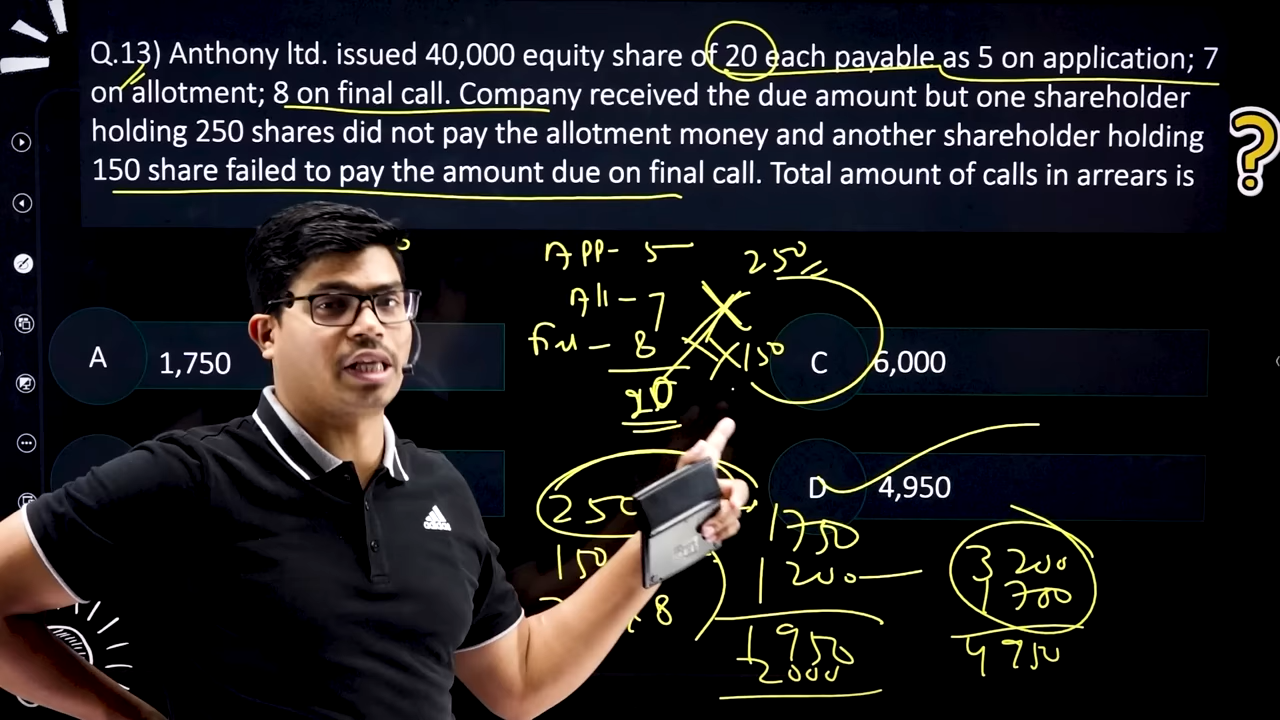 Q.13) Anthony ltd. issued 40,000 equity share of 20 each payable as 5 on application; 7
on allotment; 8 on final call. Company received the due amount but one shareholder
holding 250 shares did not pay the allotment money and another shareholder holding
150 share failed to pay the amount due on final call. Total amount of calls in arrears is
APP- 5
250
All - 7
8
150
20
A
1,750
C
6,000
D
4,950
adidas
250
1750
150
1200
3200
8
1700
1950
4950
2000